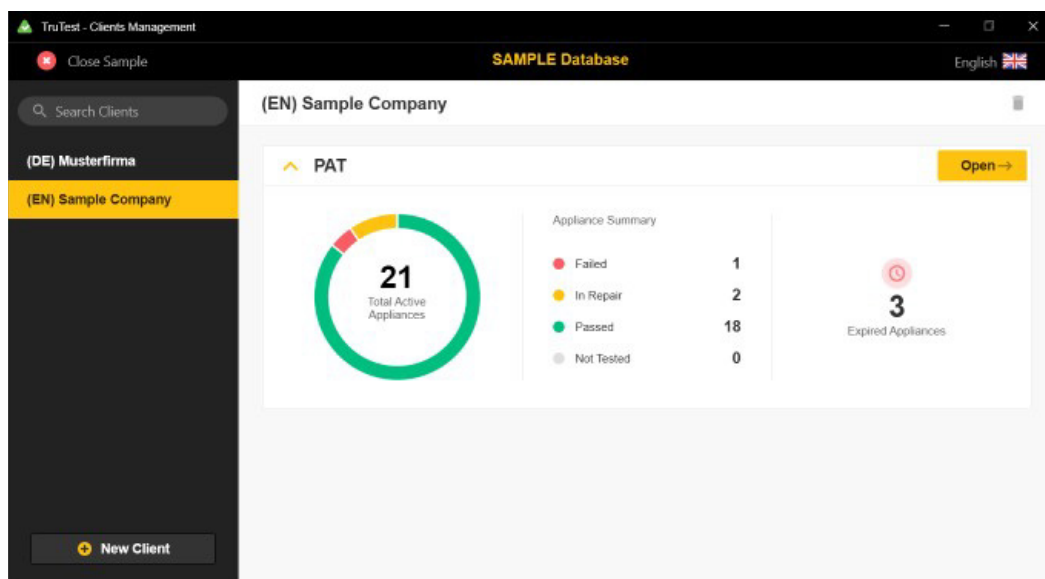 TruTest - Clients Management
Close Sample
SAMPLE Database
English
Search Clients
(DE) Musterfirma
(EN) Sample Company
New Client
(EN) Sample Company
PAT
Open→
21
Total Active
Appliances
Appliance Summary
Failed 1
In Repair 2
Passed 18
Not Tested 0
3
Expired Appliances